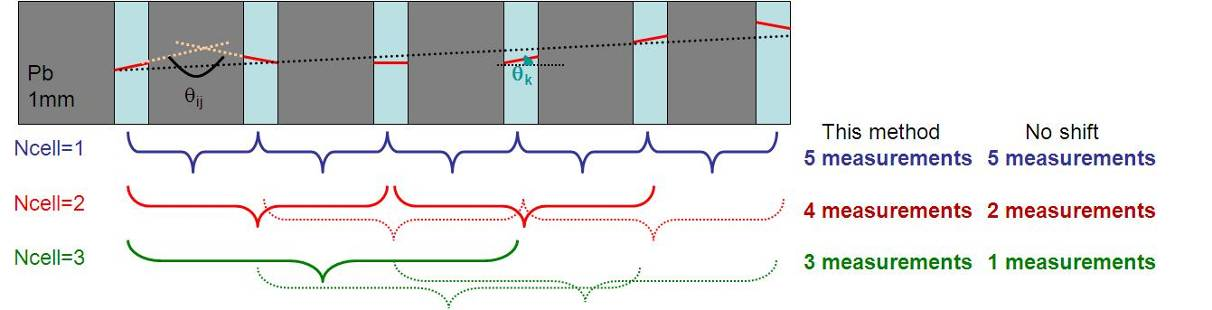 Pb
1mm
θij
θk
This method No shift
Ncell=1
5 measurements 5 measurements
Ncell=2
4 measurements 2 measurements
Ncell=3
3 measurements 1 measurements